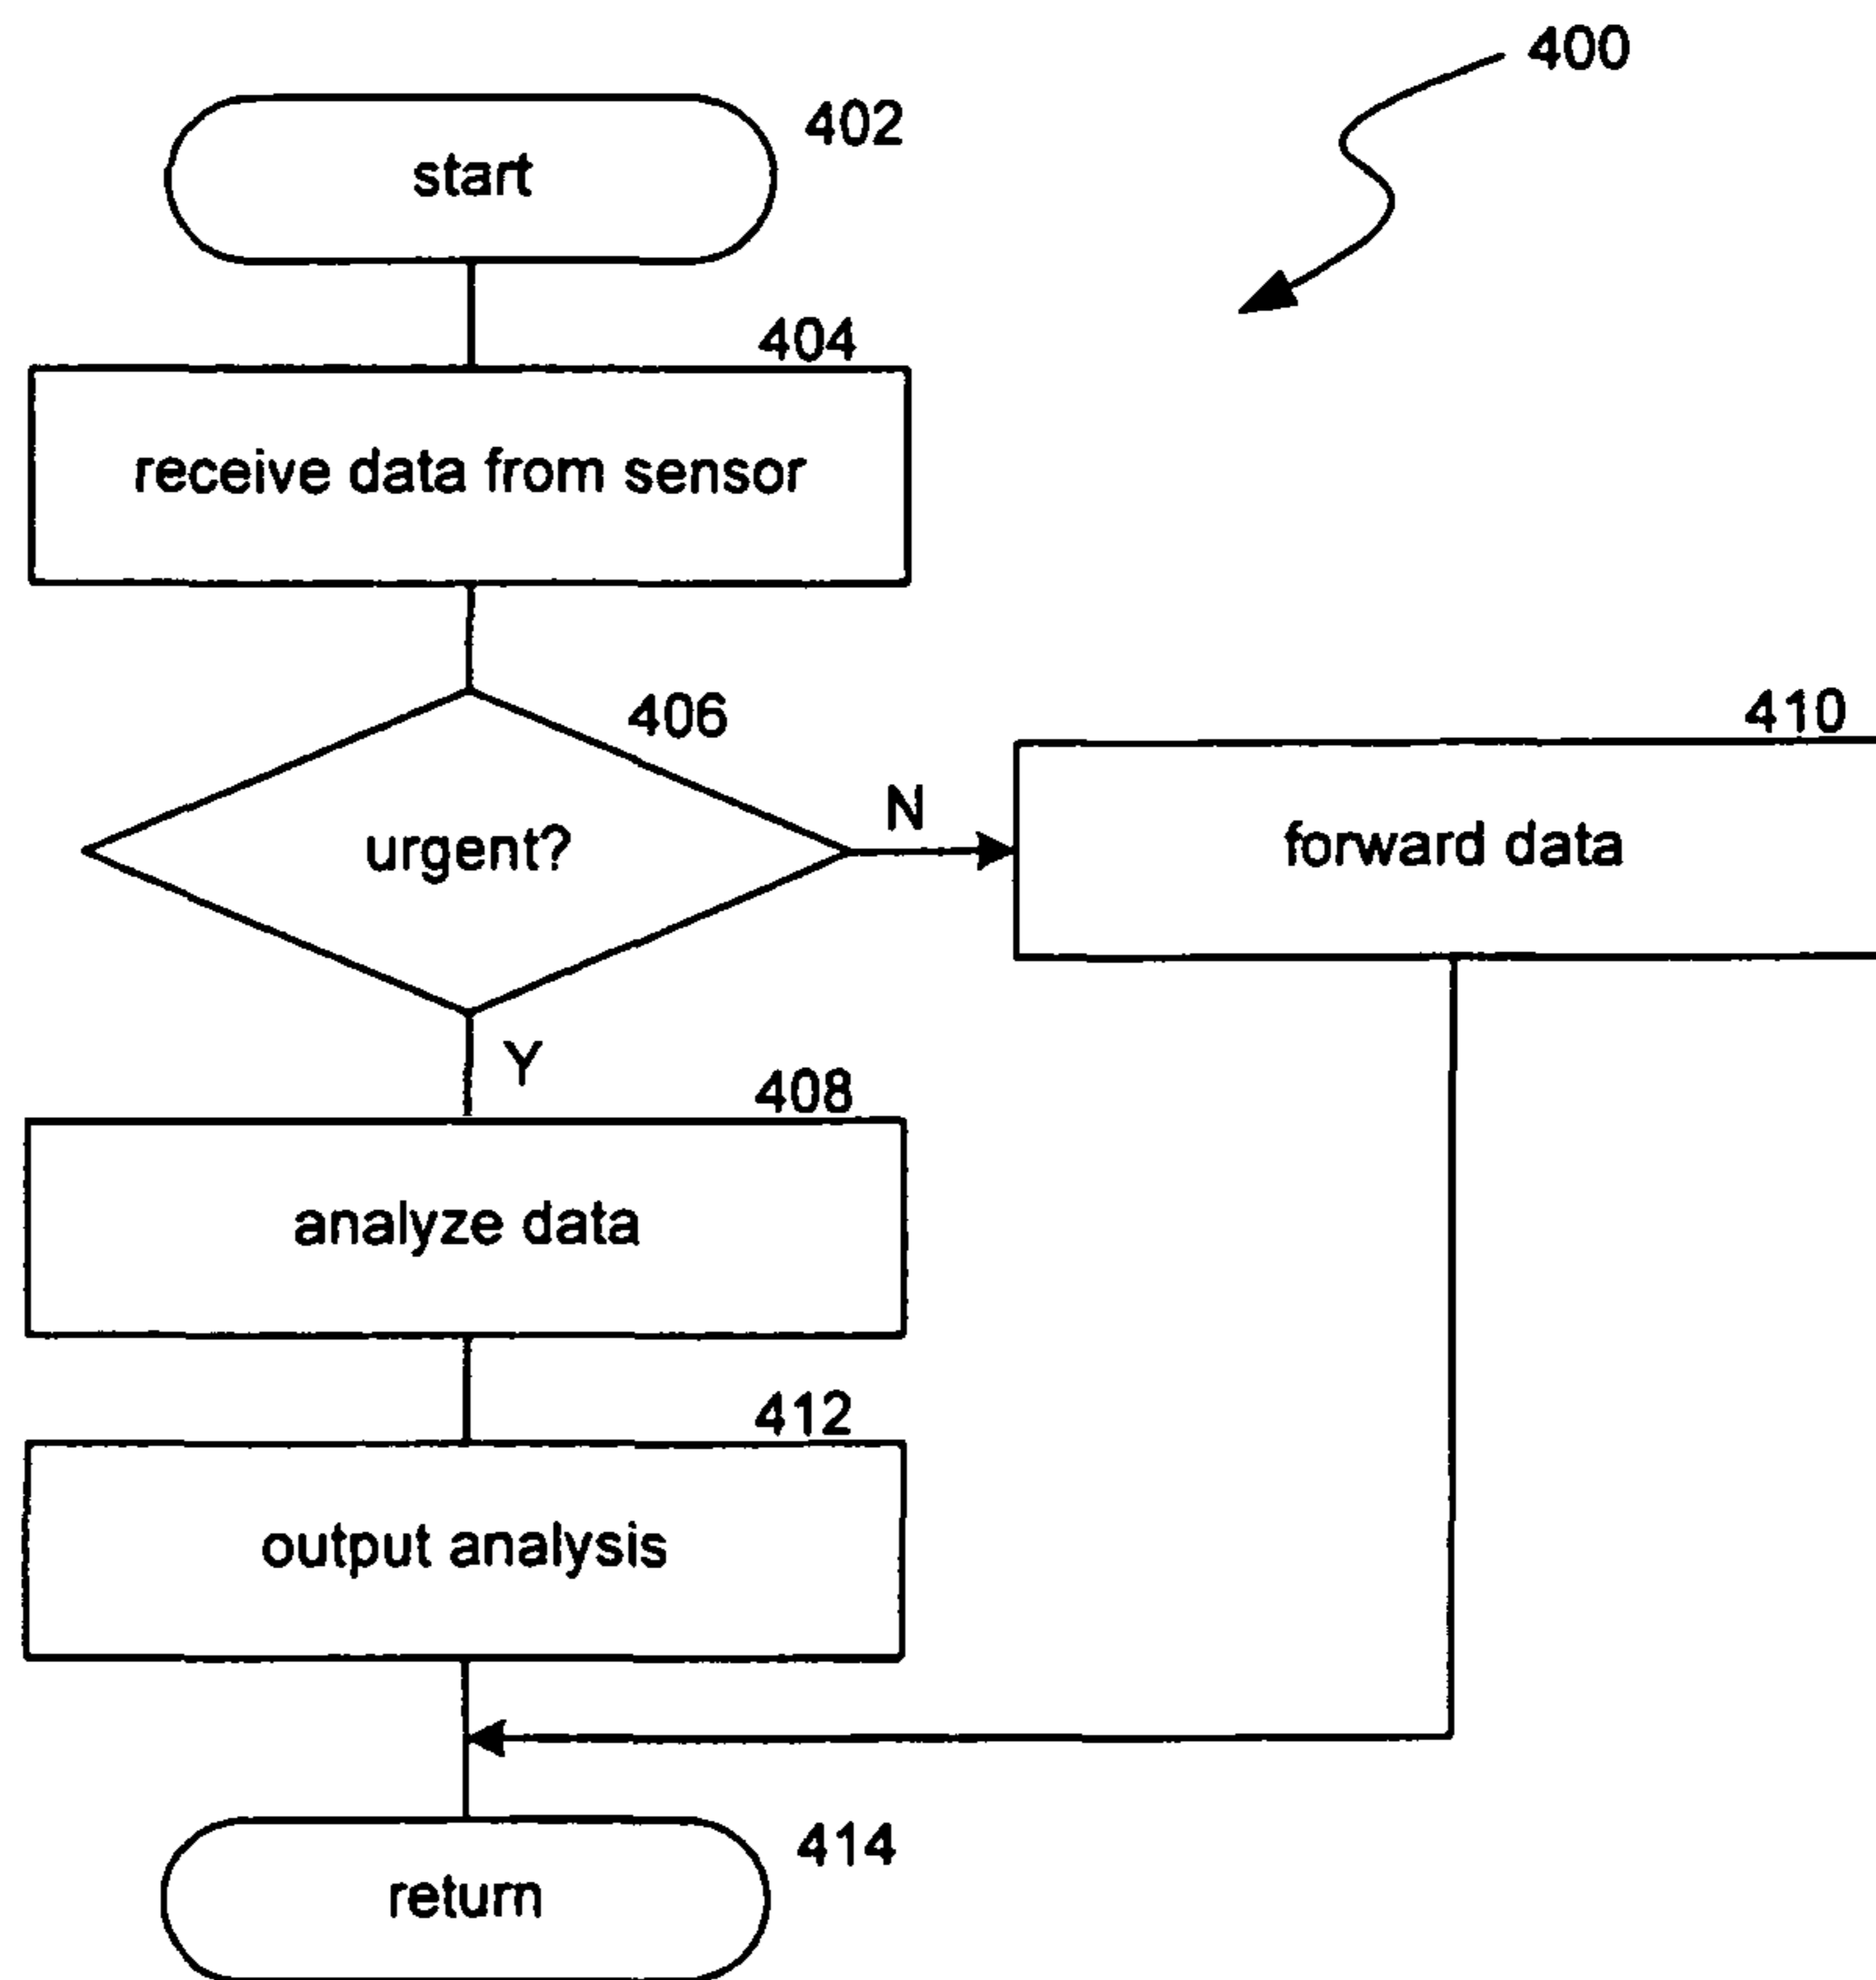 400
402
start
404
receive data from sensor
406
urgent?
N
410
forward data
Y
408
analyze data
412
output analysis
414
return